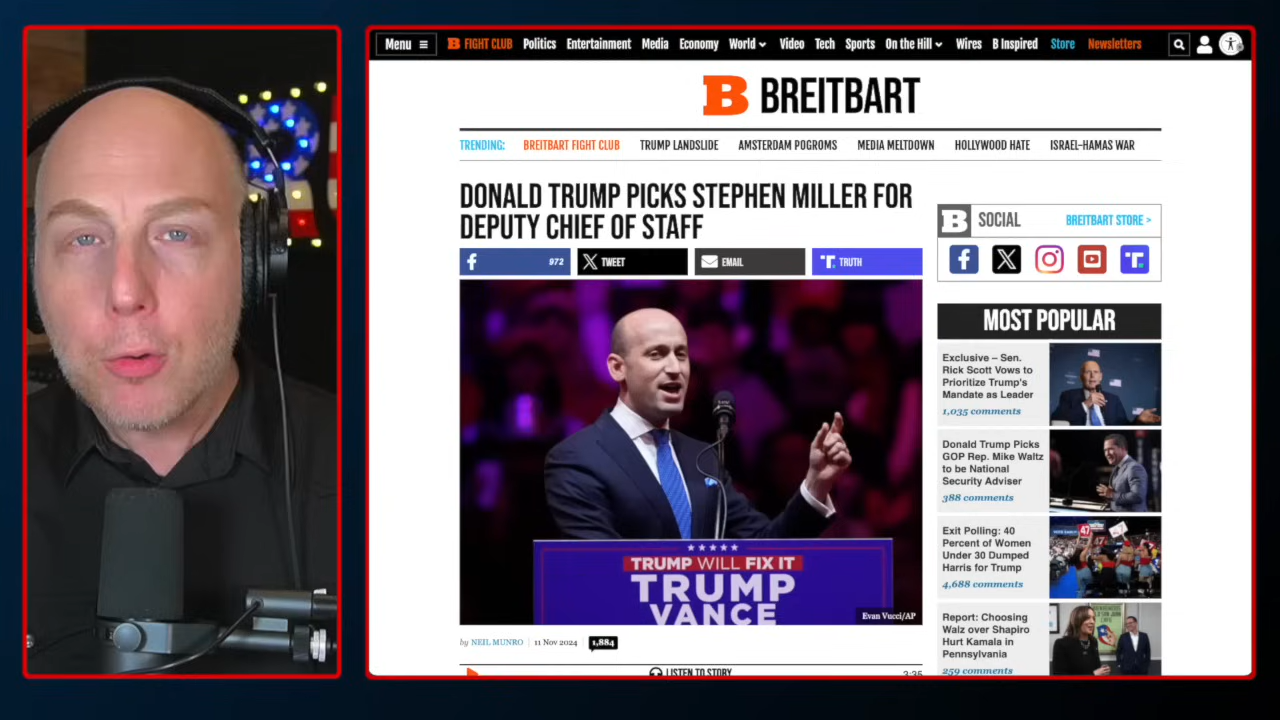 Menu
B FIGHT CLUB
Politics
Entertainment
Media
Economy
World
Video
Tech
Sports
On the Hill
Wires
B Inspired
Store
Newsletters
B BREITBART
TRENDING:
BREITBART FIGHT CLUB
TRUMP LANDSLIDE
AMSTERDAM POGROMS
MEDIA MELTDOWN
HOLLYWOOD HATE
ISRAEL-HAMAS WAR
DONALD TRUMP PICKS STEPHEN MILLER FOR
DEPUTY CHIEF OF STAFF
972
TWEET
EMAIL
TRUTH
TRUMP WILL FIX IT
TRUMP
VANCE
Evan Vucci/AP
by NEIL MUNRO | 11 Nov 2024 1,884
LISTEN TO STORY
3:35
B SOCIAL
BREITBART STORE >
MOST POPULAR
Exclusive – Sen.
Rick Scott Vows to
Prioritize Trump's
Mandate as Leader
1,035 comments
Donald Trump Picks
GOP Rep. Mike Waltz
to be National
Security Adviser
388 comments
Exit Polling: 40
Percent of Women
Under 30 Dumped
Harris for Trump
4,688 comments
47
Report: Choosing
Walz over Shapiro
Hurt Kamala in
Pennsylvania
259 comments